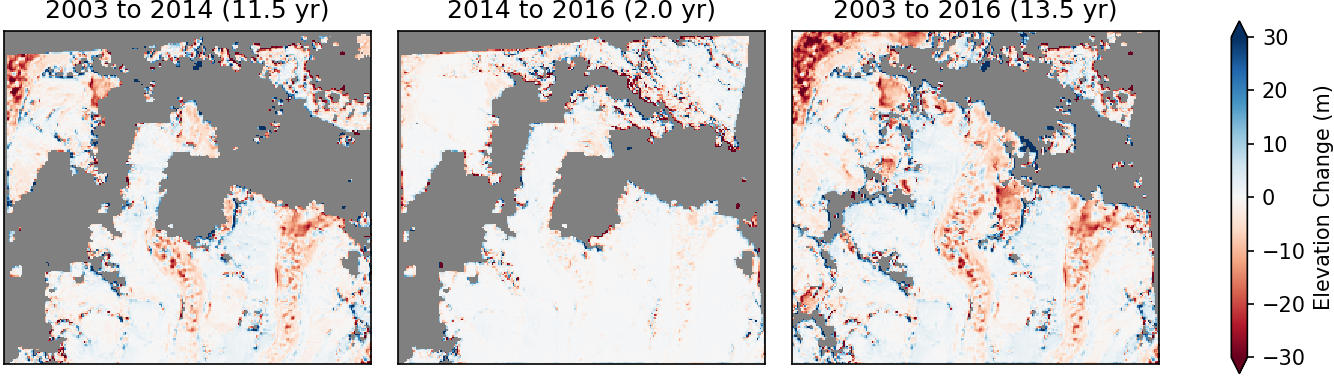 2003 to 2014 (11.5 yr)
2014 to 2016 (2.0 yr)
2003 to 2016 (13.5 yr)
30
20
10
0
−10
−20
−30
Elevation Change (m)